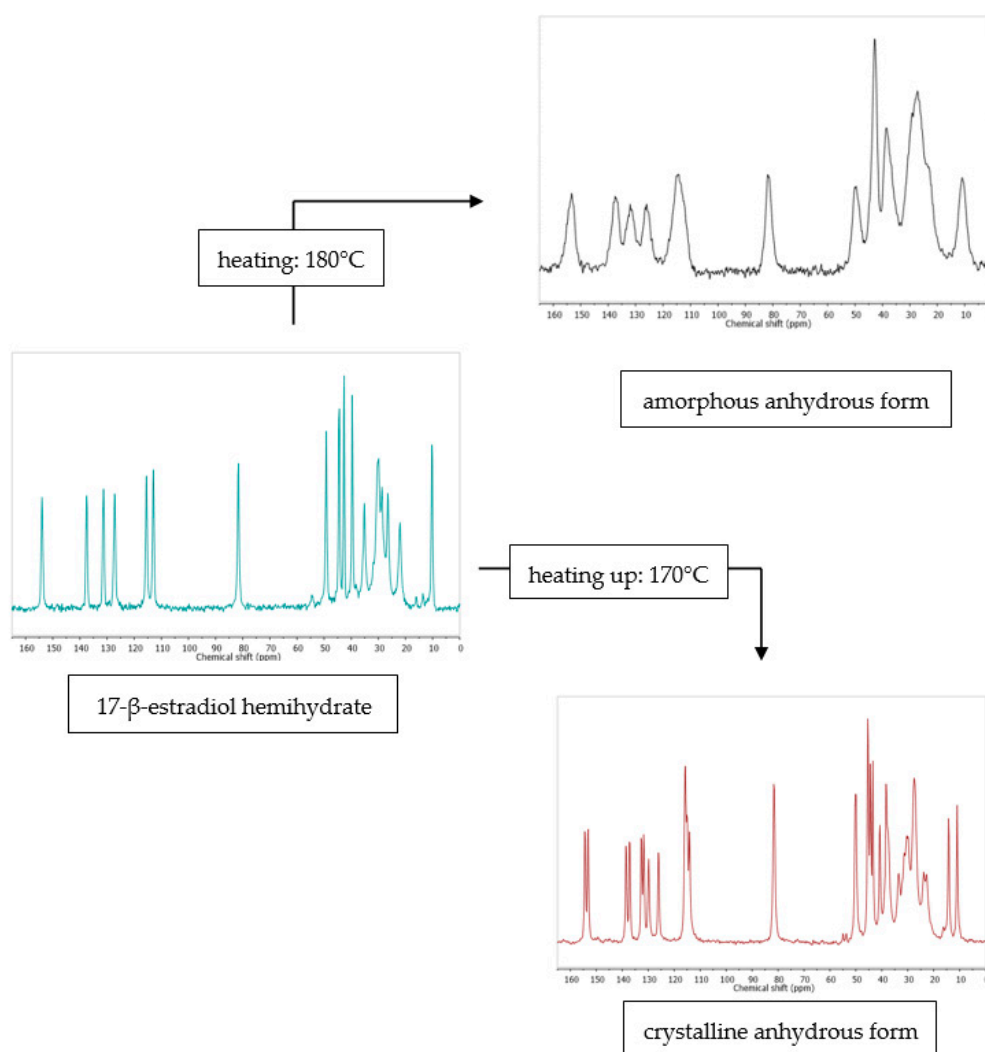 160 150 140 130 120 110 100 90 80 70 60 50 40 30 20 10
Chemical shift (ppm)
heating: 180°C
amorphous anhydrous form
160 150 140 130 120 110 100 90 80 70 60 50 40 30 20 10 0
Chemical shift (ppm)
heating up: 170°C
17-β-estradiol hemihydrate
160 150 140 130 120 110 100 90 80 70 60 50 40 30 20 10
Chemical shift (ppm)
crystalline anhydrous form